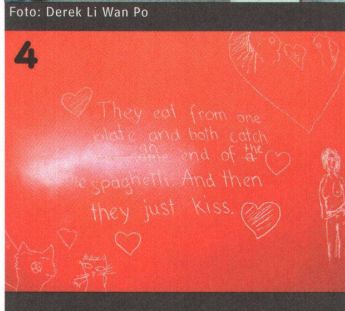 Foto: Derek Li Wan Po
4
They eat from one
plate and both catch
end of the
spaghetti. And then
they just kiss.